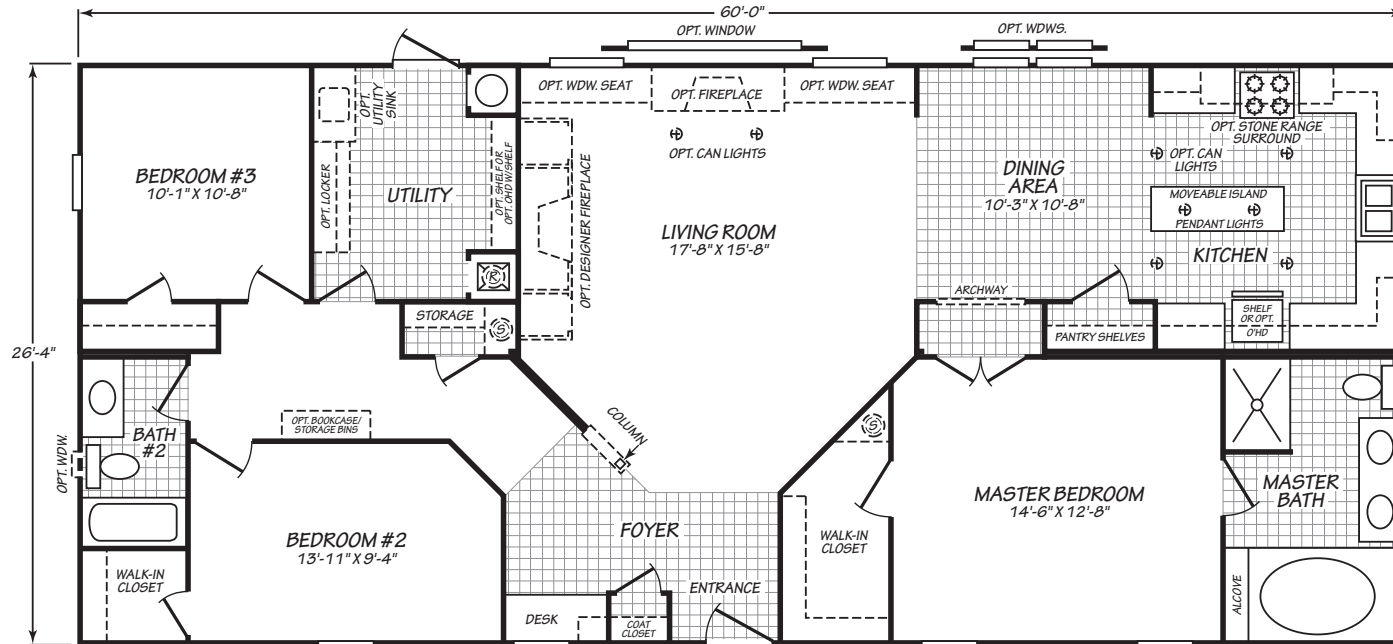 60'-0"
OPT. WINDOW
OPT. WDWS.
OPT. WDW. SEAT
OPT. FIREPLACE
OPT. WDW. SEAT
OPT.
UTILITY
SINK
OPT. CAN LIGHTS
OPT. STONE RANGE
SURROUND
OPT. CAN
LIGHTS
BEDROOM #3
10'-1" X 10'-8"
OPT. LOCKER
UTILITY
OPT. SHELF OR
OPT. OHD W/SHELF
OPT. DESIGNER FIREPLACE
LIVING ROOM
17'-8" X 15'-8"
DINING
AREA
10'-3" X 10'-8"
MOVEABLE ISLAND
PENDANT LIGHTS
KITCHEN
R
ARCHWAY
STORAGE
S
PANTRY SHELVES
SHELF
OR OPT.
O'HD
26'-4"
BATH
#2
OPT. WDW.
OPT. BOOKCASE/
STORAGE BINS
COLUMN
S
MASTER BEDROOM
14'-6" X 12'-8"
MASTER
BATH
BEDROOM #2
13'-11" X 9'-4"
FOYER
WALK-IN
CLOSET
WALK-IN
CLOSET
ENTRANCE
DESK
COAT
CLOSET
ALCOVE